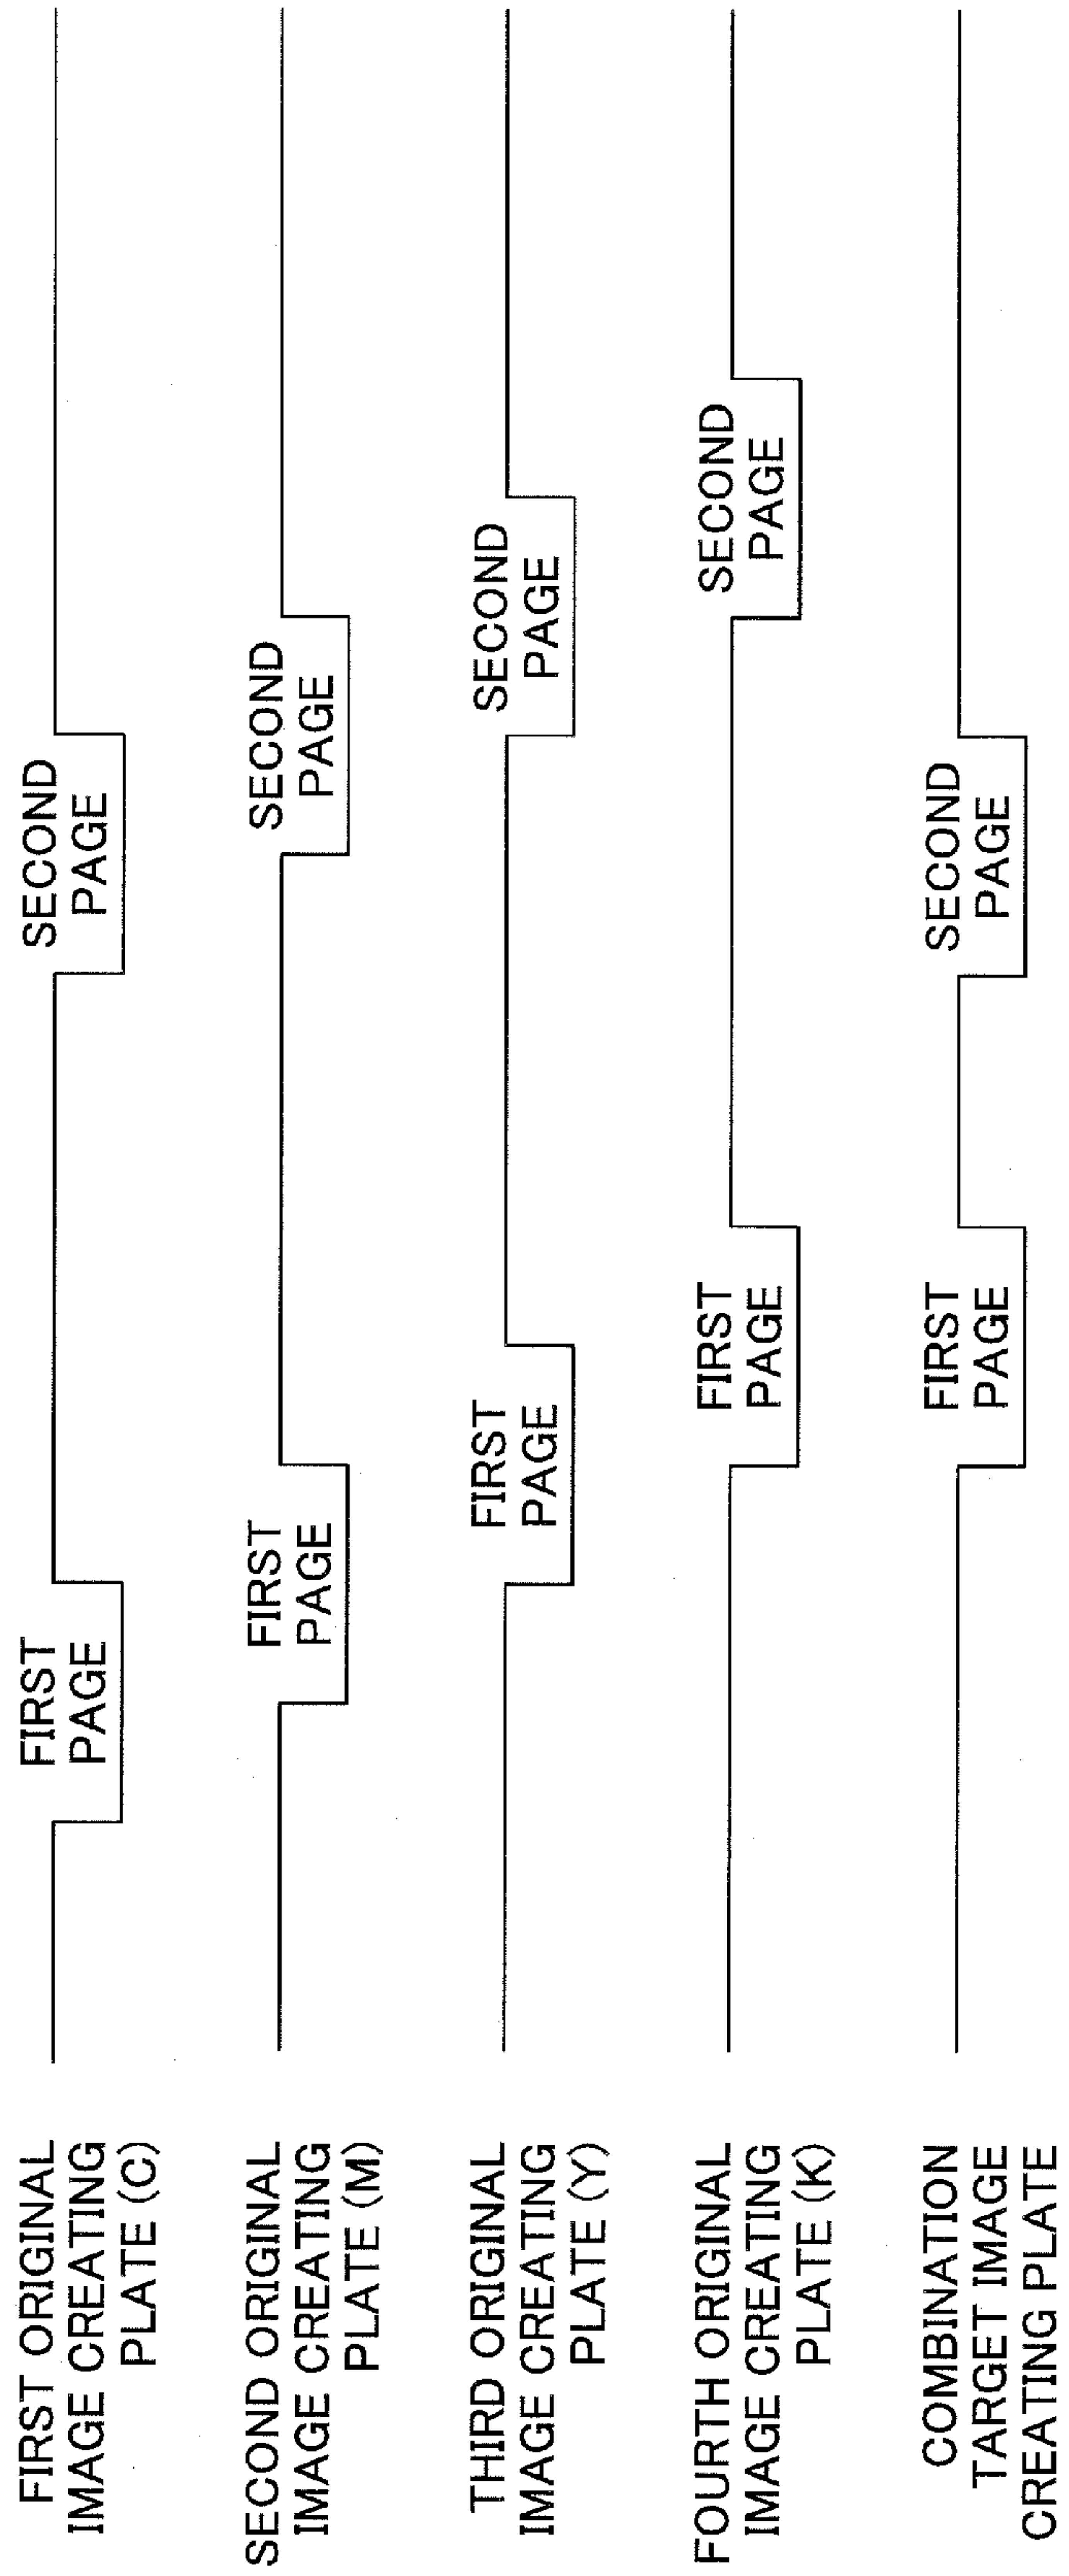 FIRST ORIGINAL
IMAGE CREATING
PLATE (C)
FIRST
PAGE
SECOND
PAGE
SECOND ORIGINAL
IMAGE CREATING
PLATE (M)
FIRST
PAGE
SECOND
PAGE
THIRD ORIGINAL
IMAGE CREATING
PLATE (Y)
FIRST
PAGE
SECOND
PAGE
FOURTH ORIGINAL
IMAGE CREATING
PLATE (K)
FIRST
PAGE
SECOND
PAGE
COMBINATION
TARGET IMAGE
CREATING PLATE
FIRST
PAGE
SECOND
PAGE